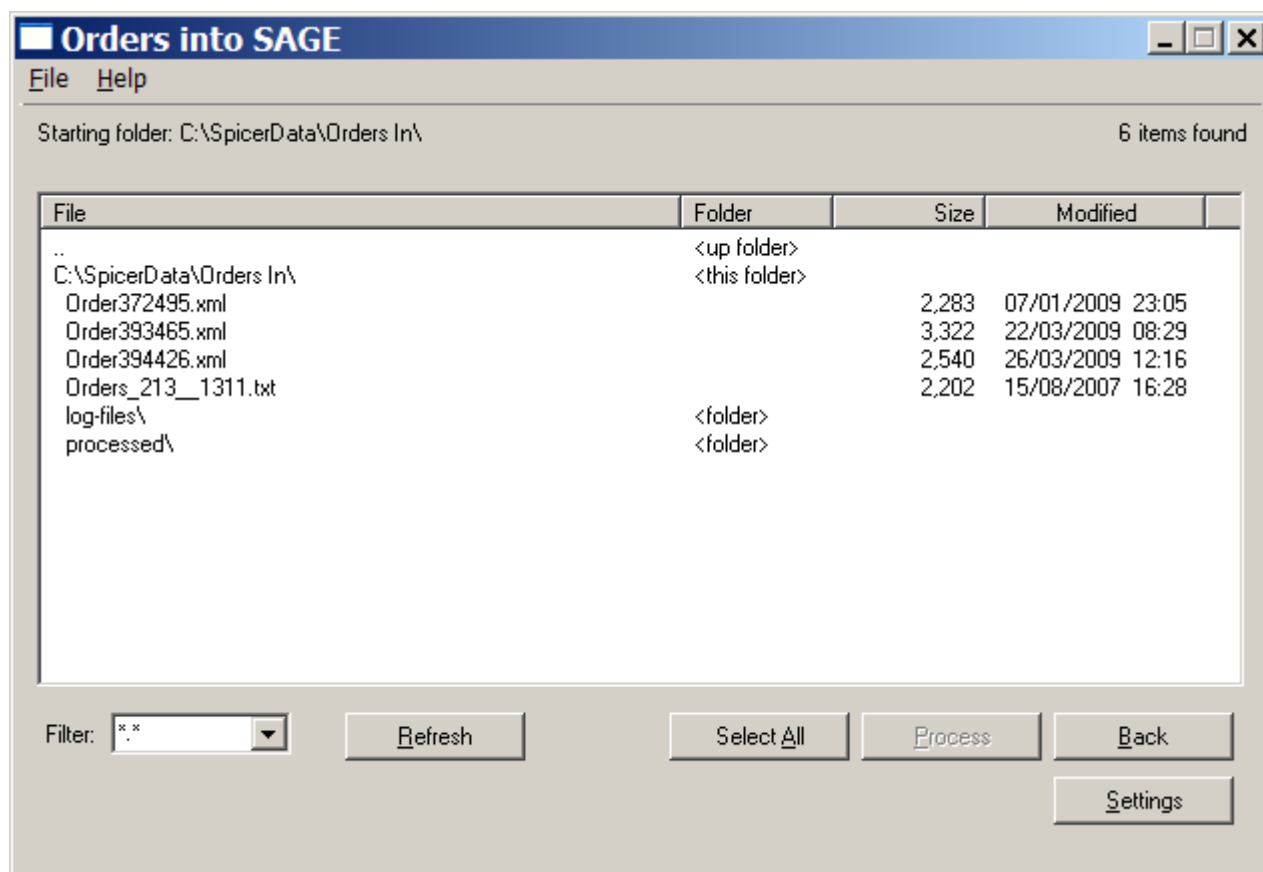 Orders into SAGE
File Help
Starting folder: C:\SpicerData\Orders In\ 6 items found
File Folder Size Modified
.. <up folder>
C:\SpicerData\Orders In\ <this folder>
Order372495.xml 2,283 07/01/2009 23:05
Order393465.xml 3,322 22/03/2009 08:29
Order394426.xml 2,540 26/03/2009 12:16
Orders_213__1311.txt 2,202 15/08/2007 16:28
log-files\ <folder>
processed\ <folder>
Filter: *.* Refresh Select All Process Back
Settings